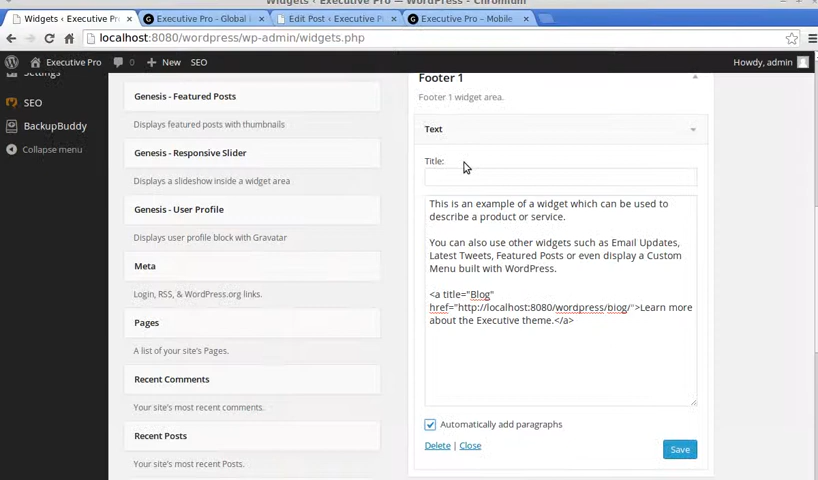 Widgets ‹ Executive Pro — WordPress - Chromium
Widgets ‹ Executive Pr
Executive Pro - Global
Edit Post ‹ Executive P
Executive Pro – Mobile
localhost:8080/wordpress/wp-admin/widgets.php
Executive Pro
0
New
SEO
Howdy, admin
Settings
SEO
BackupBuddy
Collapse menu
Genesis - Featured Posts
Displays featured posts with thumbnails
Genesis - Responsive Slider
Displays a slideshow inside a widget area
Genesis - User Profile
Displays user profile block with Gravatar
Meta
Login, RSS, & WordPress.org links.
Pages
A list of your site's Pages.
Recent Comments
Your site's most recent comments.
Recent Posts
Your site's most recent Posts.
Footer 1
Footer 1 widget area.
Text
Title:
This is an example of a widget which can be used to
describe a product or service.
You can also use other widgets such as Email Updates,
Latest Tweets, Featured Posts or even display a Custom
Menu built with WordPress.
<a title="Blog"
href="http://localhost:8080/wordpress/blog/">Learn more
about the Executive theme.</a>
Automatically add paragraphs
Delete | Close
Save